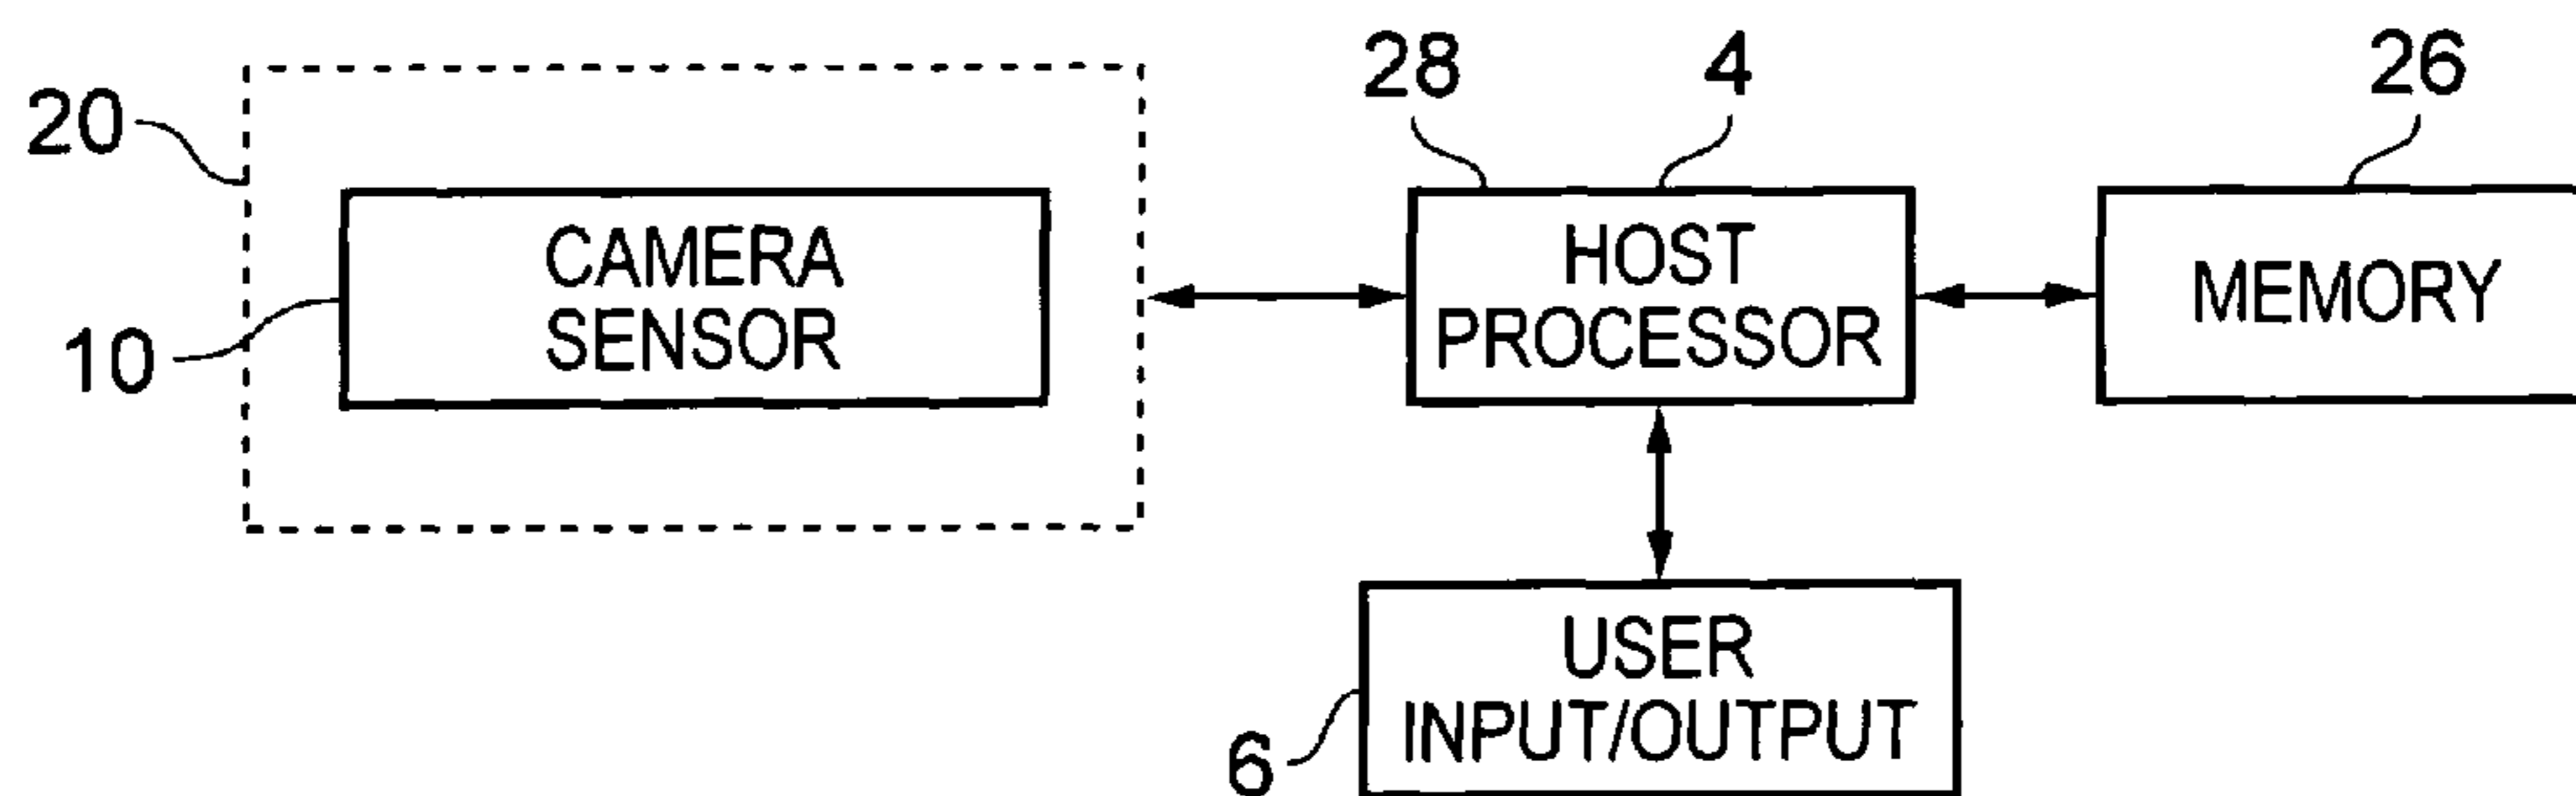 28
4
26
20
CAMERA
SENSOR
HOST
PROCESSOR
MEMORY
10
USER
INPUT/OUTPUT
6